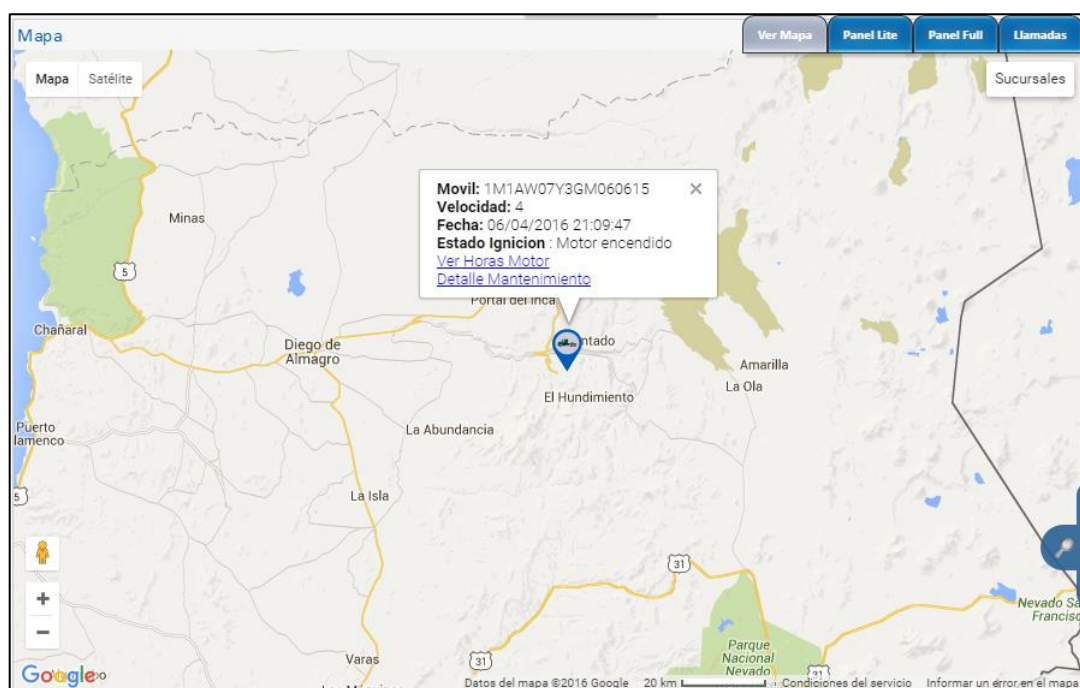 Mapa
Ver Mapa
Panel Lite
Panel Full
Llamadas
Mapa Satélite
Sucursales
Movil: 1M1AW07Y3GM060615
Velocidad: 4
Fecha: 06/04/2016 21:09:47
Estado Ignicion : Motor encendido
Ver Horas Motor
Detalle Mantenimiento
Minas
5
Portal del Inca
Chañaral
Diego de
Almagro
ntado
Amarilla
La Ola
El Hundimiento
Puerto
lamenco
La Abundancia
La Isla
5
31
Nevado Sa
Francisc
Parque
Nacional
Nevado
31
31
Varas
Google
Datos del mapa ©2016 Google 20 km Condiciones del servicio Informar un error en el mapa